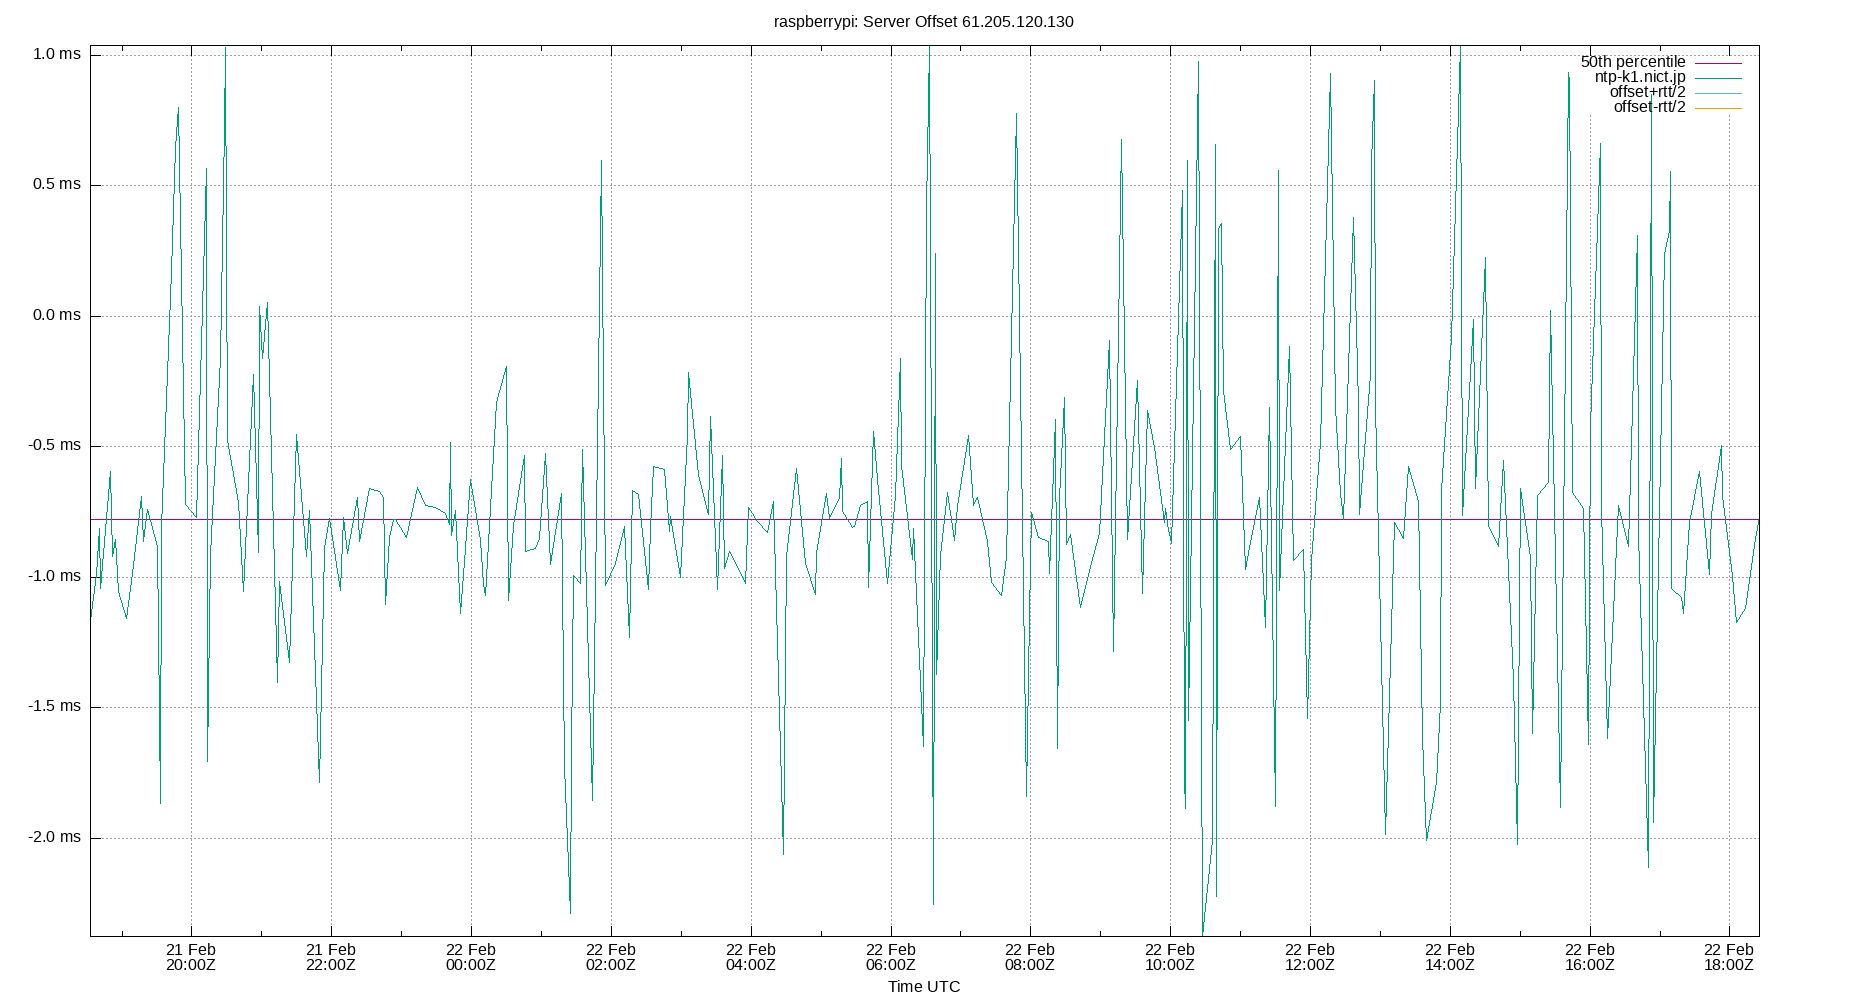 raspberrypi: Server Offset 61.205.120.130
1.0 ms
0.5 ms
0.0 ms
-0.5 ms
-1.0 ms
-1.5 ms
-2.0 ms
50th percentile
ntp-k1.nict.jp
offset+rtt/2
offset-rtt/2
21 Feb 21 Feb 22 Feb 22 Feb 22 Feb 22 Feb 22 Feb 22 Feb 22 Feb 22 Feb 22 Feb 22 Feb
20:00Z 22:00Z 00:00Z 02:00Z 04:00Z 06:00Z 08:00Z 10:00Z 12:00Z 14:00Z 16:00Z 18:00Z
Time UTC